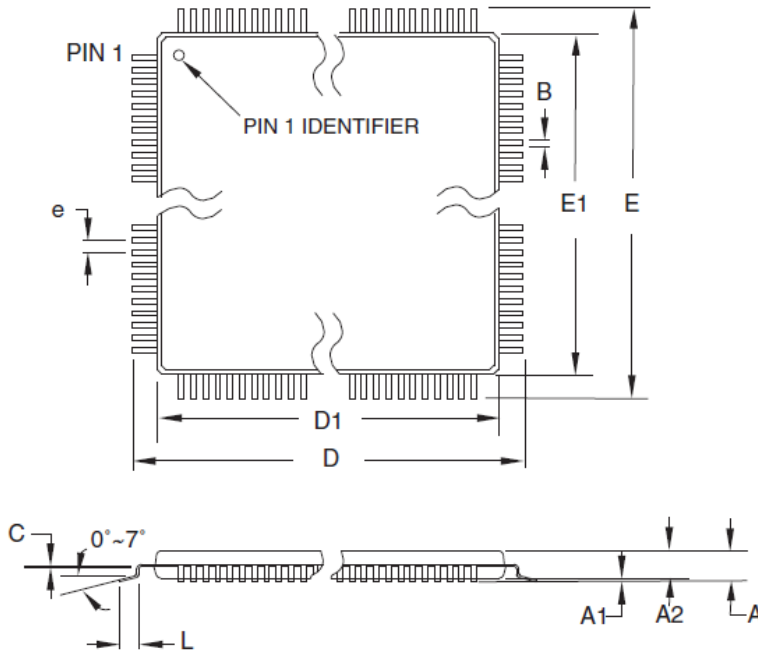 PIN 1
PIN 1 IDENTIFIER
B
e
E1
E
D1
D
C
0°~7°
L
A1
A2
A